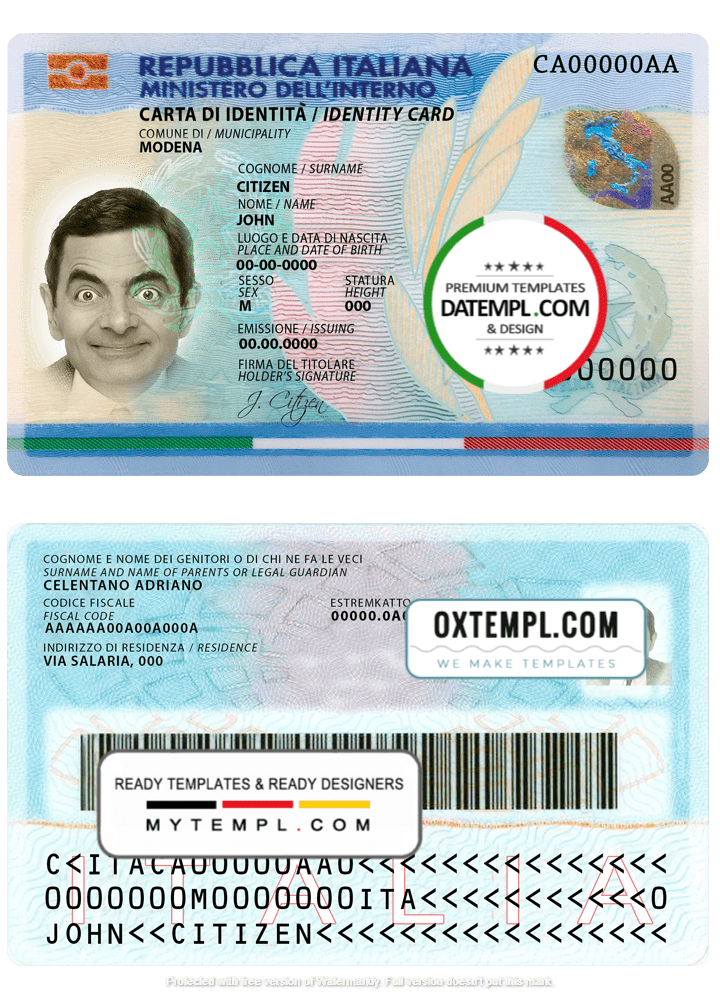 REPUBBLICA ITALIANA
CA00000AA
MINISTERO DELL'INTERNO
CARTA DI IDENTITÀ / IDENTITY CARD
COMUNE DI / MUNICIPALITY
MODENA
AA00
COGNOME / SURNAME
CITIZEN
NOME / NAME
JOHN
LUOGO E DATA DI NASCITA
PLACE AND DATE OF BIRTH
00-00-0000
SESSO STATURA
SEX HEIGHT
M 000
EMISSIONE / ISSUING
00.00.0000
FIRMA DEL TITOLARE
HOLDER'S SIGNATURE
J. Citizen
★★★★★
PREMIUM TEMPLATES
DATEMPL.COM
& DESIGN
★★★★★
00000
COGNOME E NOME DEI GENITORI O DI CHI NE FA LE VECI
SURNAME AND NAME OF PARENTS OR LEGAL GUARDIAN
CELENTANO ADRIANO
CODICE FISCALE ESTREMKATTO
FISCAL CODE
AAAAAA00A00A000A 00000.0A
INDIRIZZO DI RESIDENZA / RESIDENCE
VIA SALARIA, 000
OXTEMPL.COM
WE MAKE TEMPLATES
READY TEMPLATES & READY DESIGNERS
MYTEMPL.COM
C<ITACA00000AA0<<<<<<<<<<<<<<<
0000000M0000000ITA<<<<<<<<<<<0
JOHN<<CITIZEN<<<<<<<<<<<<<<<<<
ITALIA
Protected with free version of Watermarkly. Full version doesn't put this mark.